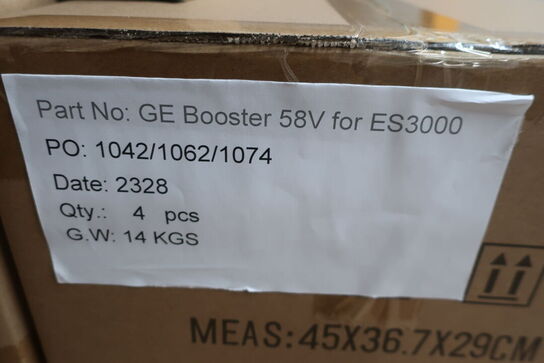 Part No: GE Booster 58V for ES3000
PO: 1042/1062/1074
Date: 2328
Qty.: 4 pcs
G.W: 14 KGS
MEAS:45X36.7X29CM